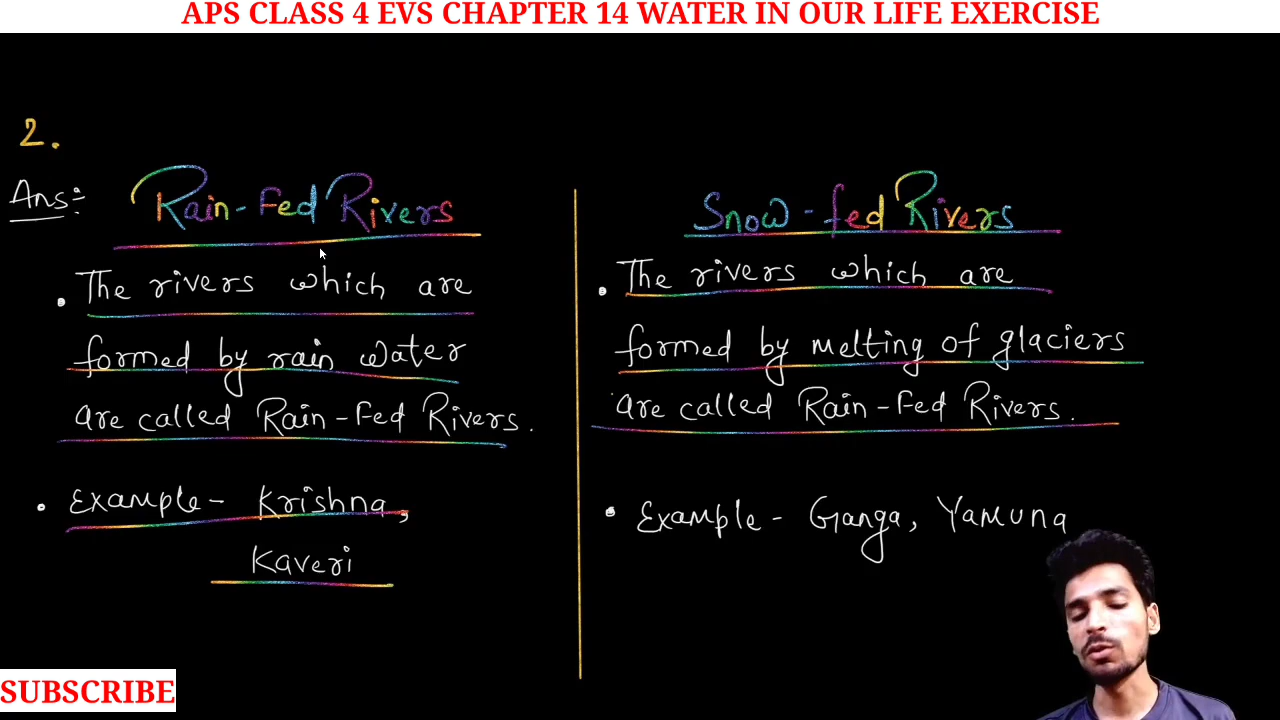 APS CLASS 4 EVS CHAPTER 14 WATER IN OUR LIFE EXERCISE
2.
Ans:
Rain-Fed Rivers
• The rivers which are
formed by rain water
are called Rain-Fed Rivers.
• Example- Krishna,
Kaveri
Snow-fed Rivers
• The rivers which are
formed by melting of glaciers
are called Rain-Fed Rivers.
• Example- Ganga, Yamuna
SUBSCRIBE